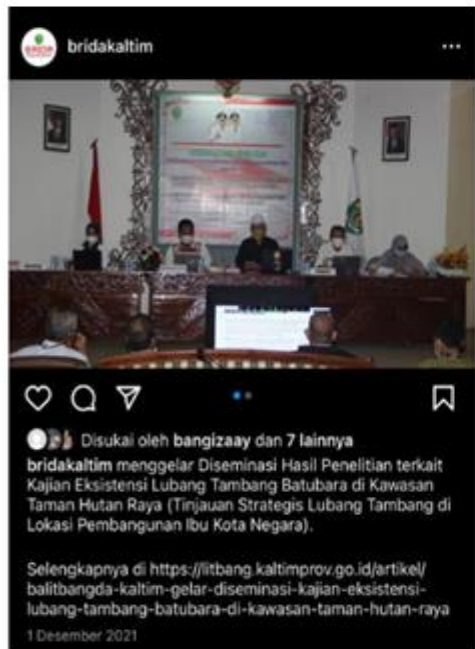 bridakaltim
Disukai oleh bangizaay dan 7 lainnya
bridakaltim menggelar Diseminasi Hasil Penelitian terkait
Kajian Eksistensi Lubang Tambang Batubara di Kawasan
Taman Hutan Raya (Tinjauan Strategis Lubang Tambang di
Lokasi Pembangunan Ibu Kota Negara).
Selengkapnya di https://litbang.kaltimprov.go.id/artikel/
balitbangda-kaltim-gelar-diseminasi-kajian-eksistensi-
lubang-tambang-batubara-di-kawasan-taman-hutan-raya
1 Desember 2021